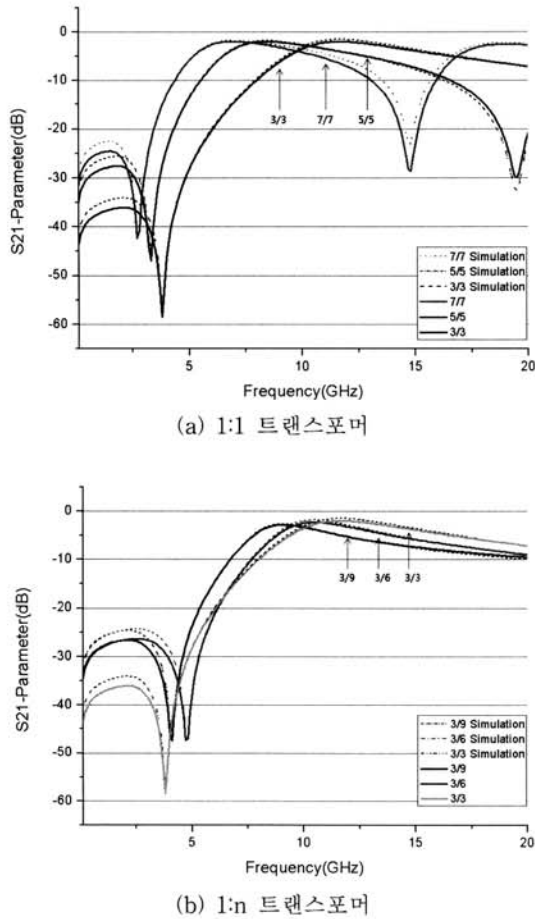 0
-10
-20
-30
-40
-50
-60
S21-Parameter(dB)
3/3 7/7 5/5
7/7 Simulation
5/5 Simulation
3/3 Simulation
7/7
5/5
3/3
5 10 15 20
Frequency(GHz)
(a) 1:1 트랜스포머
0
-10
-20
-30
-40
-50
-60
S21-Parameter(dB)
3/9 3/6 3/3
3/9 Simulation
3/6 Simulation
3/3 Simulation
3/9
3/6
3/3
5 10 15 20
Frequency(GHz)
(b) 1:n 트랜스포머